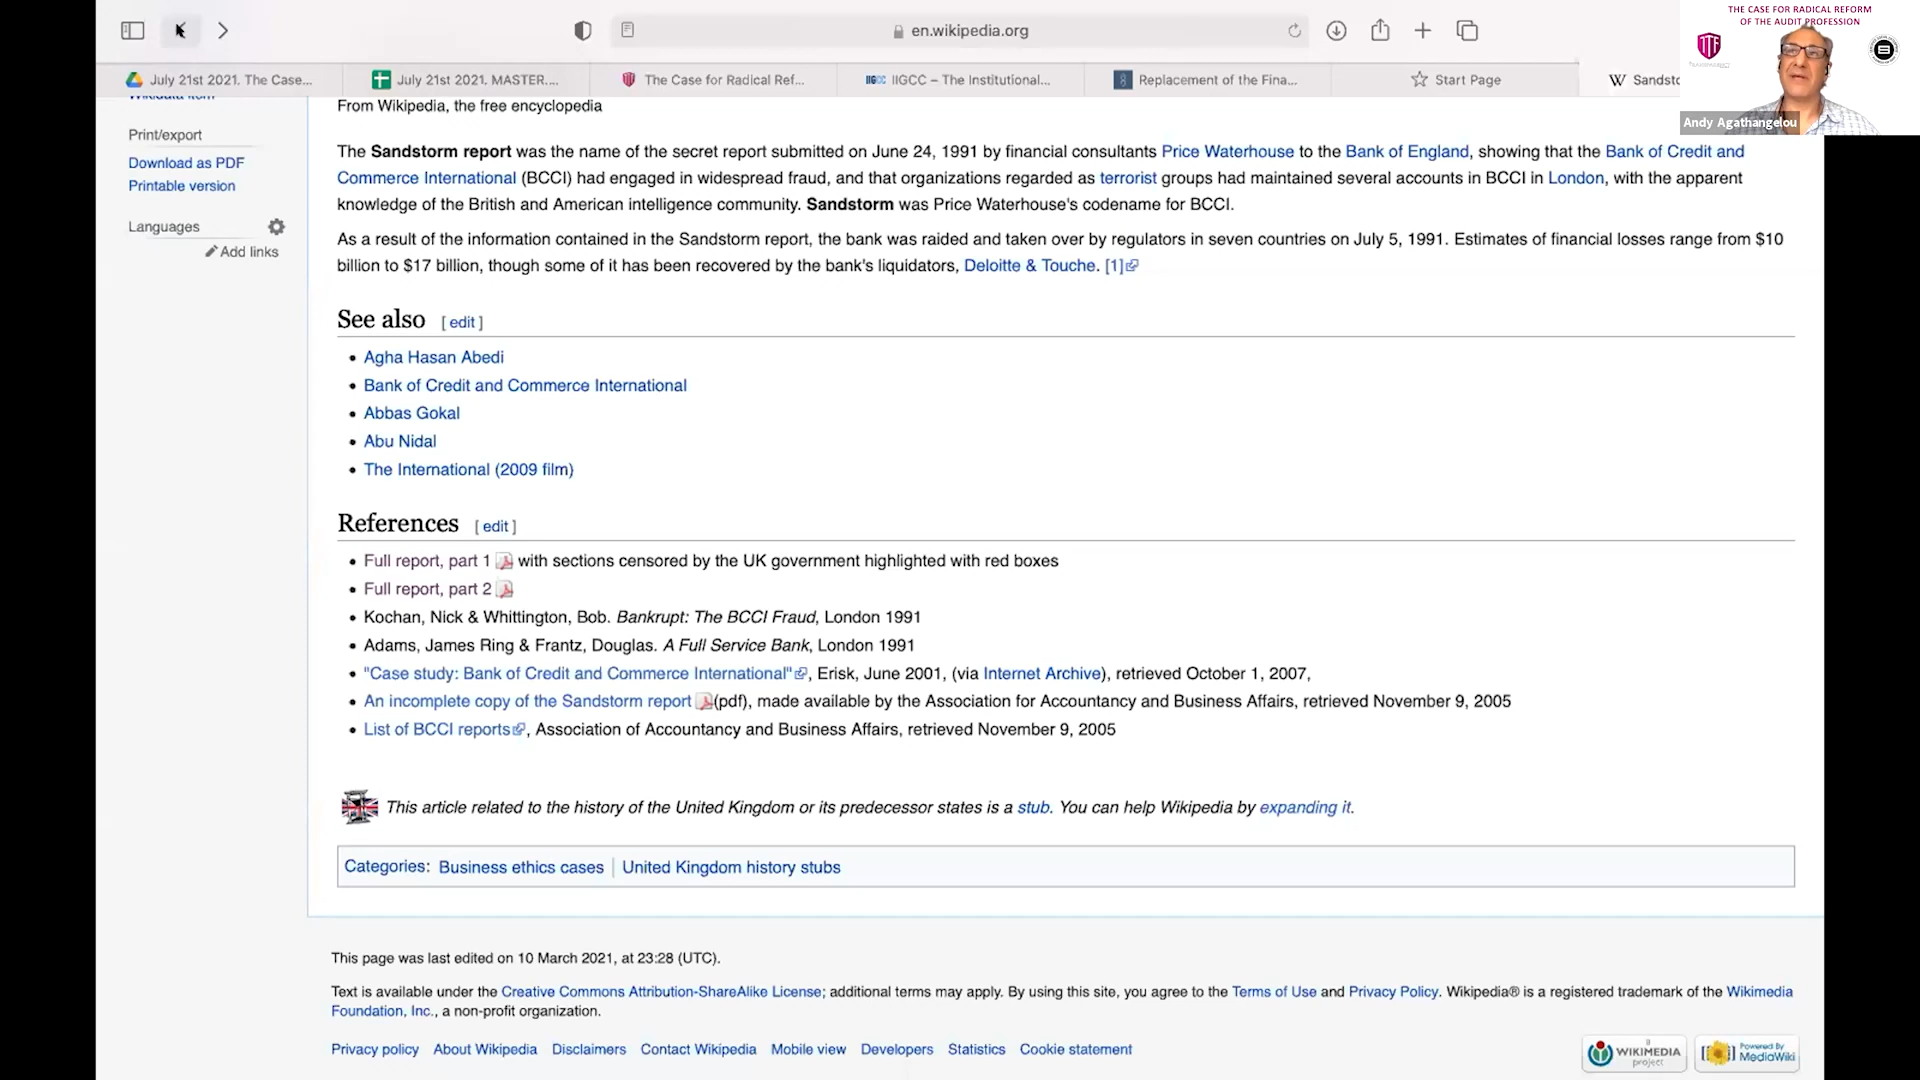 THE CASE FOR RADICAL REFORM
OF THE AUDIT PROFESSION
en.wikipedia.org
July 21st 2021. The Case...
July 21st 2021. MASTER....
The Case for Radical Ref...
IIGCC IIGCC – The Institutional...
Replacement of the Fina...
Start Page
W Sandsto
TTF
Andy Agathangelou
Wikidata item
Print/export
Download as PDF
Printable version
Languages
Add links
From Wikipedia, the free encyclopedia
The Sandstorm report was the name of the secret report submitted on June 24, 1991 by financial consultants Price Waterhouse to the Bank of England, showing that the Bank of Credit and
Commerce International (BCCI) had engaged in widespread fraud, and that organizations regarded as terrorist groups had maintained several accounts in BCCI in London, with the apparent
knowledge of the British and American intelligence community. Sandstorm was Price Waterhouse's codename for BCCI.
As a result of the information contained in the Sandstorm report, the bank was raided and taken over by regulators in seven countries on July 5, 1991. Estimates of financial losses range from $10
billion to $17 billion, though some of it has been recovered by the bank's liquidators, Deloitte & Touche. [1]
See also [ edit ]
• Agha Hasan Abedi
• Bank of Credit and Commerce International
• Abbas Gokal
• Abu Nidal
• The International (2009 film)
References [ edit ]
• Full report, part 1 with sections censored by the UK government highlighted with red boxes
• Full report, part 2
• Kochan, Nick & Whittington, Bob. Bankrupt: The BCCI Fraud, London 1991
• Adams, James Ring & Frantz, Douglas. A Full Service Bank, London 1991
• "Case study: Bank of Credit and Commerce International", Erisk, June 2001, (via Internet Archive), retrieved October 1, 2007,
• An incomplete copy of the Sandstorm report (pdf), made available by the Association for Accountancy and Business Affairs, retrieved November 9, 2005
• List of BCCI reports, Association of Accountancy and Business Affairs, retrieved November 9, 2005
This article related to the history of the United Kingdom or its predecessor states is a stub. You can help Wikipedia by expanding it.
Categories: Business ethics cases | United Kingdom history stubs
This page was last edited on 10 March 2021, at 23:28 (UTC).
Text is available under the Creative Commons Attribution-ShareAlike License; additional terms may apply. By using this site, you agree to the Terms of Use and Privacy Policy. Wikipedia® is a registered trademark of the Wikimedia
Foundation, Inc., a non-profit organization.
Privacy policy About Wikipedia Disclaimers Contact Wikipedia Mobile view Developers Statistics Cookie statement
a
WIKIMEDIA
project
Powered By
MediaWiki